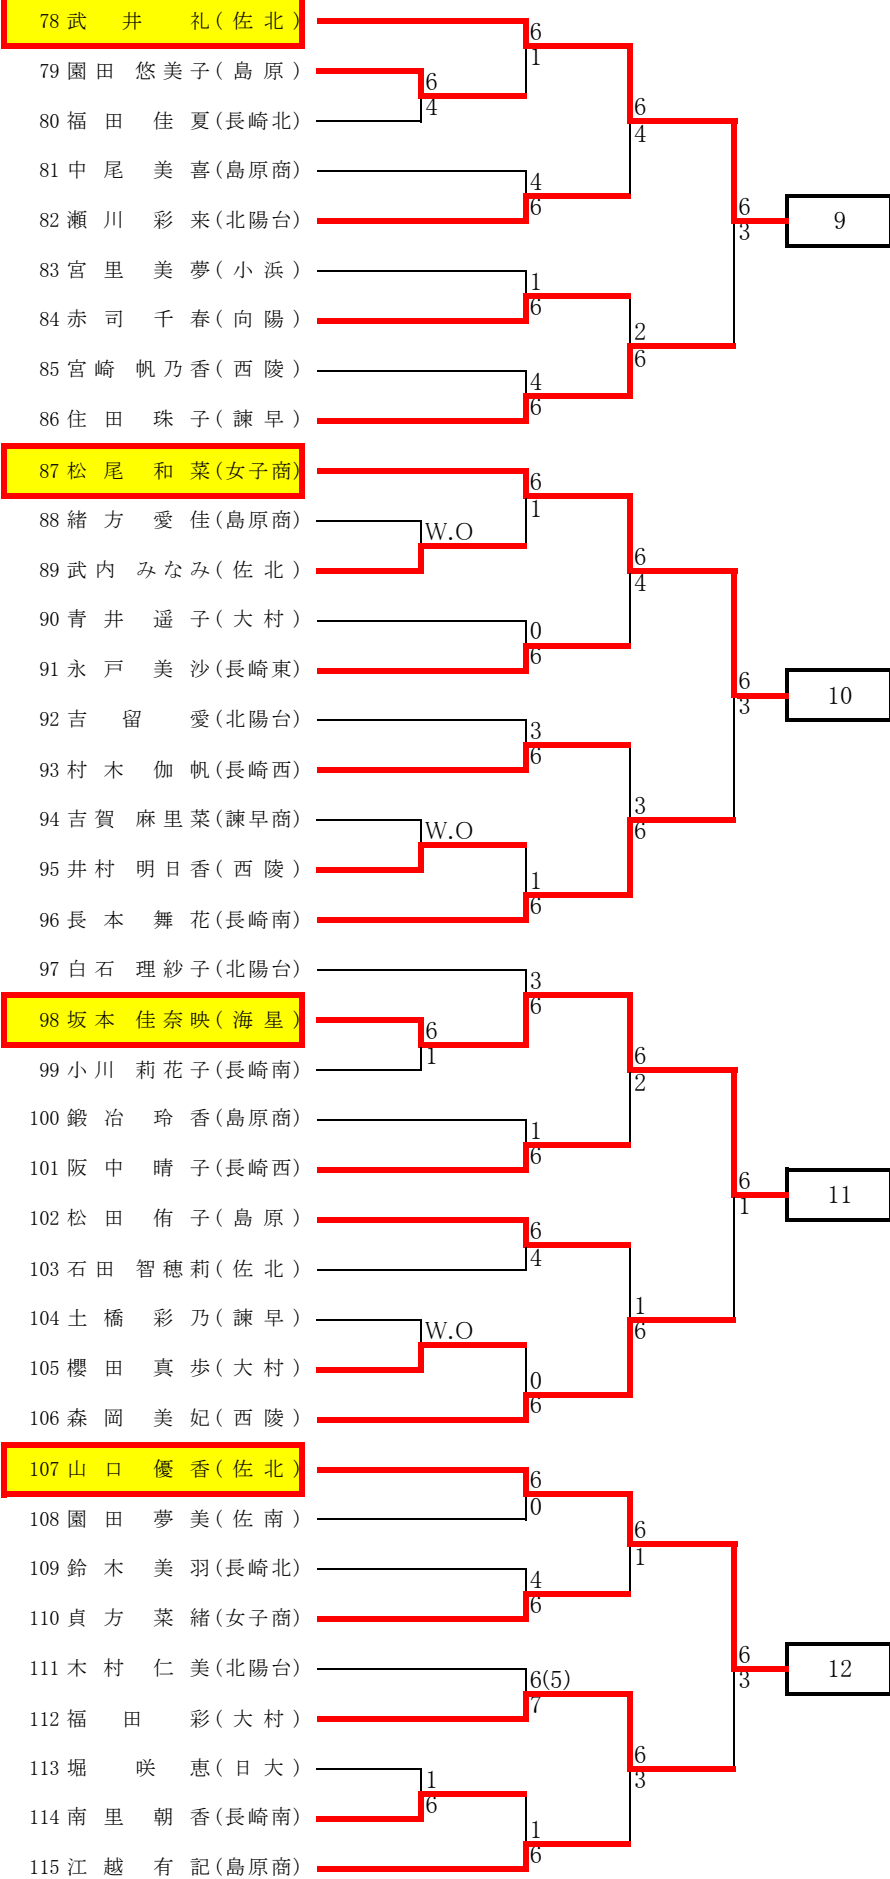 78 武井 礼(佐北)
6
1
79 園田 悠美子(島原)
6
4
80 福田 佳夏(長崎北)
6
4
81 中尾 美喜(島原商)
4
6
82 瀬川 彩来(北陽台)
6
3
9
83 宮里 美夢(小浜)
1
6
84 赤司 千春(向陽)
2
6
85 宮崎 帆乃香(西陵)
4
6
86 住田 珠子(諫早)
87 松尾 和菜(女子商)
6
1
88 緒方 愛佳(島原商)
W.O
89 武内 みなみ(佐北)
6
4
90 青井 遥子(大村)
0
6
91 永戸 美沙(長崎東)
6
3
10
92 吉留 愛(北陽台)
3
6
93 村木 伽帆(長崎西)
3
6
94 吉賀 麻里菜(諫早商)
W.O
95 井村 明日香(西陵)
1
6
96 長本 舞花(長崎南)
97 白石 理紗子(北陽台)
3
6
98 坂本 佳奈映(海星)
6
1
99 小川 莉花子(長崎南)
6
2
100 鍛冶 玲香(島原商)
1
6
101 阪中 晴子(長崎西)
6
1
11
102 松田 侑子(島原)
6
4
103 石田 智穂莉(佐北)
1
6
104 土橋 彩乃(諫早)
W.O
105 櫻田 真歩(大村)
0
6
106 森岡 美妃(西陵)
107 山口 優香(佐北)
6
0
108 園田 夢美(佐南)
6
1
109 鈴木 美羽(長崎北)
4
6
110 貞方 菜緒(女子商)
6
3
12
111 木村 仁美(北陽台)
6(5)
7
112 福田 彩(大村)
6
3
113 堀 咲恵(日大)
1
6
114 南里 朝香(長崎南)
1
6
115 江越 有記(島原商)